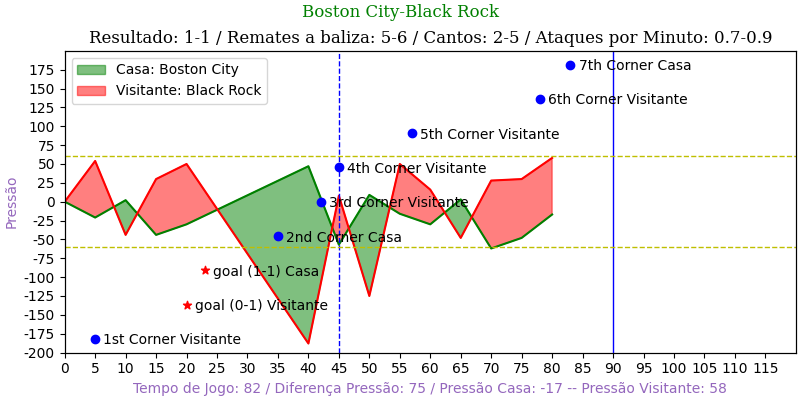 Boston City-Black Rock
Resultado: 1-1 / Remates a baliza: 5-6 / Cantos: 2-5 / Ataques por Minuto: 0.7-0.9
Casa: Boston City
Visitante: Black Rock
7th Corner Casa
6th Corner Visitante
5th Corner Visitante
4th Corner Visitante
3rd Corner Visitante
2nd Corner Casa
goal (1-1) Casa
goal (0-1) Visitante
1st Corner Visitante
Pressão
175
150
125
100
75
50
25
0
-25
-50
-75
-100
-125
-150
-175
-200
0 5 10 15 20 25 30 35 40 45 50 55 60 65 70 75 80 85 90 95 100 105 110 115
Tempo de Jogo: 82 / Diferença Pressão: 75 / Pressão Casa: -17 -- Pressão Visitante: 58